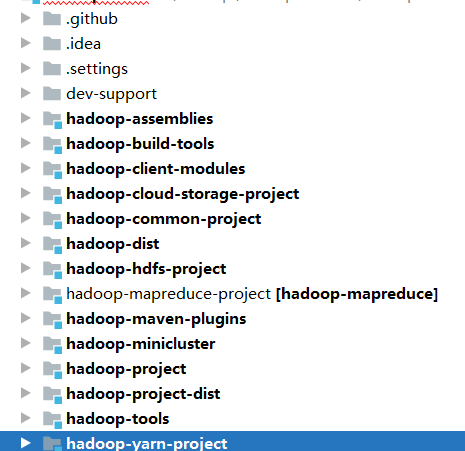 .github
.idea
.settings
dev-support
hadoop-assemblies
hadoop-build-tools
hadoop-client-modules
hadoop-cloud-storage-project
hadoop-common-project
hadoop-dist
hadoop-hdfs-project
hadoop-mapreduce-project [hadoop-mapreduce]
hadoop-maven-plugins
hadoop-minicluster
hadoop-project
hadoop-project-dist
hadoop-tools
hadoop-yarn-project